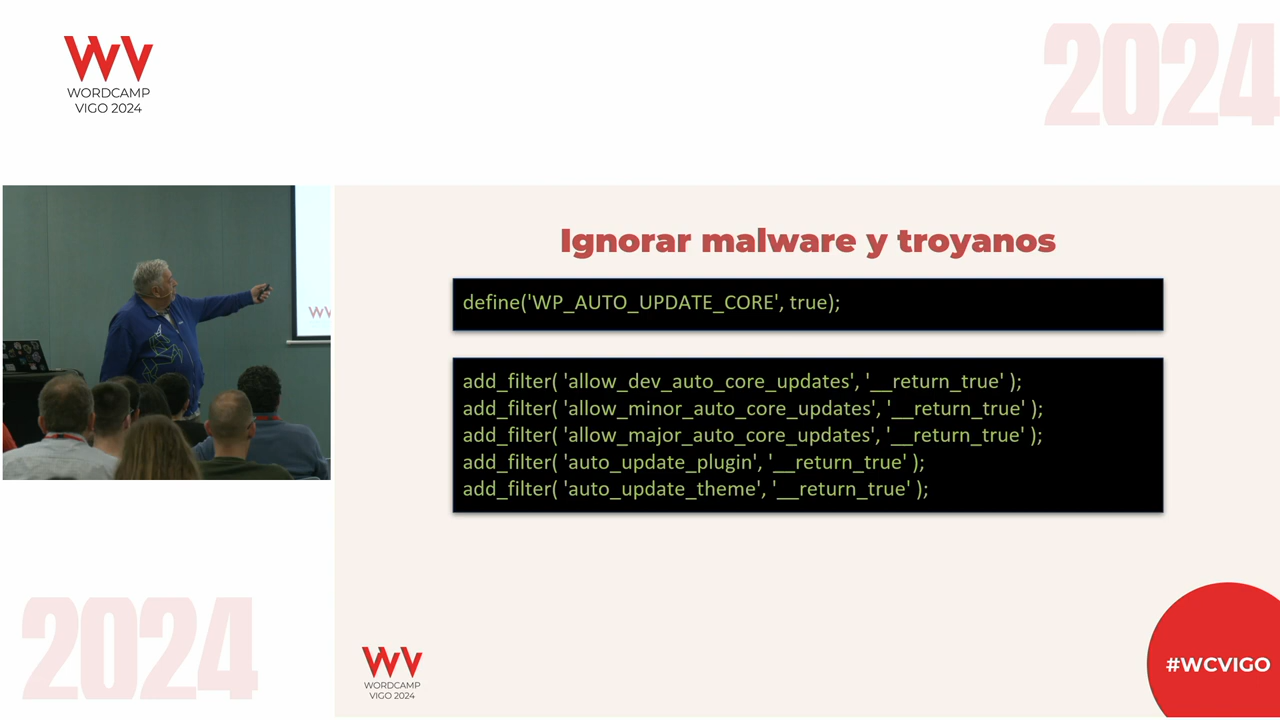 WORDCAMP
VIGO 2024
2024
Ignorar malware y troyanos
define('WP_AUTO_UPDATE_CORE', true);
add_filter( 'allow_dev_auto_core_updates', '__return_true' );
add_filter( 'allow_minor_auto_core_updates', '__return_true' );
add_filter( 'allow_major_auto_core_updates', '__return_true' );
add_filter( 'auto_update_plugin', '__return_true' );
add_filter( 'auto_update_theme', '__return_true' );
2024
WORDCAMP
VIGO 2024
#WCVIGO